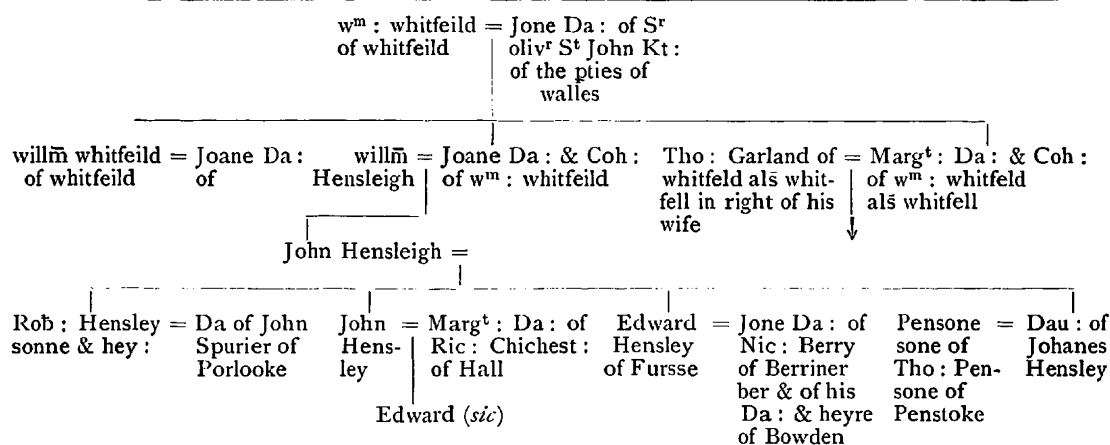 wᵐ : whitfeild = Jone Da : of Sʳ
of whitfeild olivʳ Sᵗ John Kt :
of the pties of
walles
willm̄ whitfeild = Joane Da :
of whitfeild of
willm̄ = Joane Da : & Coh :
Hensleigh of wᵐ : whitfeild
Tho : Garland of = Margᵗ : Da : & Coh :
whitfeld als̄ whit- of wᵐ : whitfeld
fell in right of his als̄ whitfell
wife
John Hensleigh =
Rob̄ : Hensley = Da of John
sonne & hey : Spurier of
Porlooke
John = Margᵗ : Da : of
Hens- Ric : Chichest :
ley of Hall
Edward (sic)
Edward = Jone Da : of
Hensley Nic : Berry
of Fursse of Berriner
ber & of his
Da : & heyre
of Bowden
Pensone = Dau : of
sone of Johanes
Tho : Pen- Hensley
sone of
Penstoke